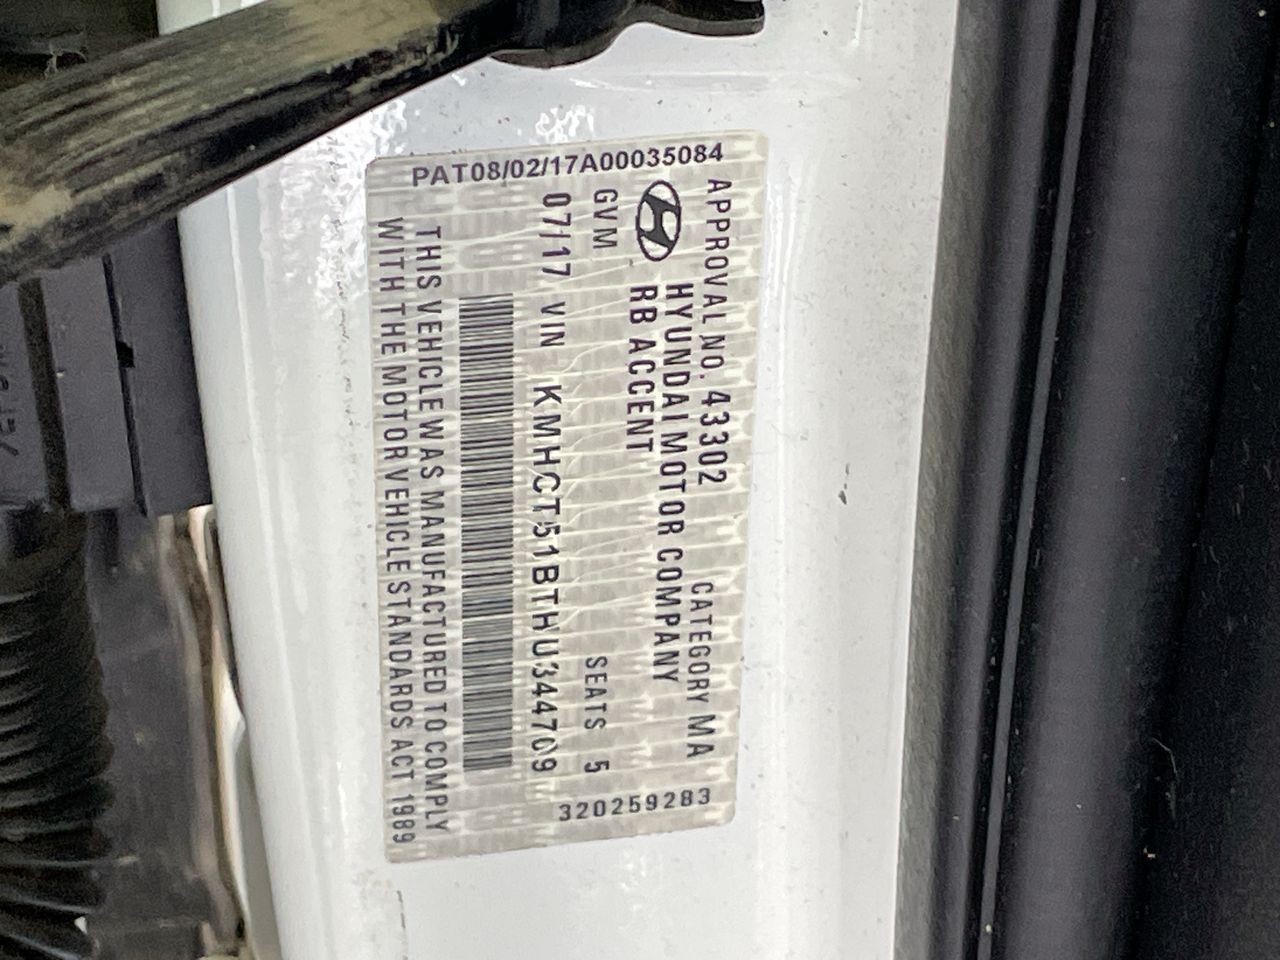 APPROVAL NO. 43302 CATEGORY MA
HYUNDAI MOTOR COMPANY
RB ACCENT
GVM SEATS 5
07/17 VIN KMHCT51BTHU344709
THIS VEHICLE WAS MANUFACTURED TO COMPLY
WITH THE MOTOR VEHICLE STANDARDS ACT 1989
PAT08/02/17A00035084
320259283